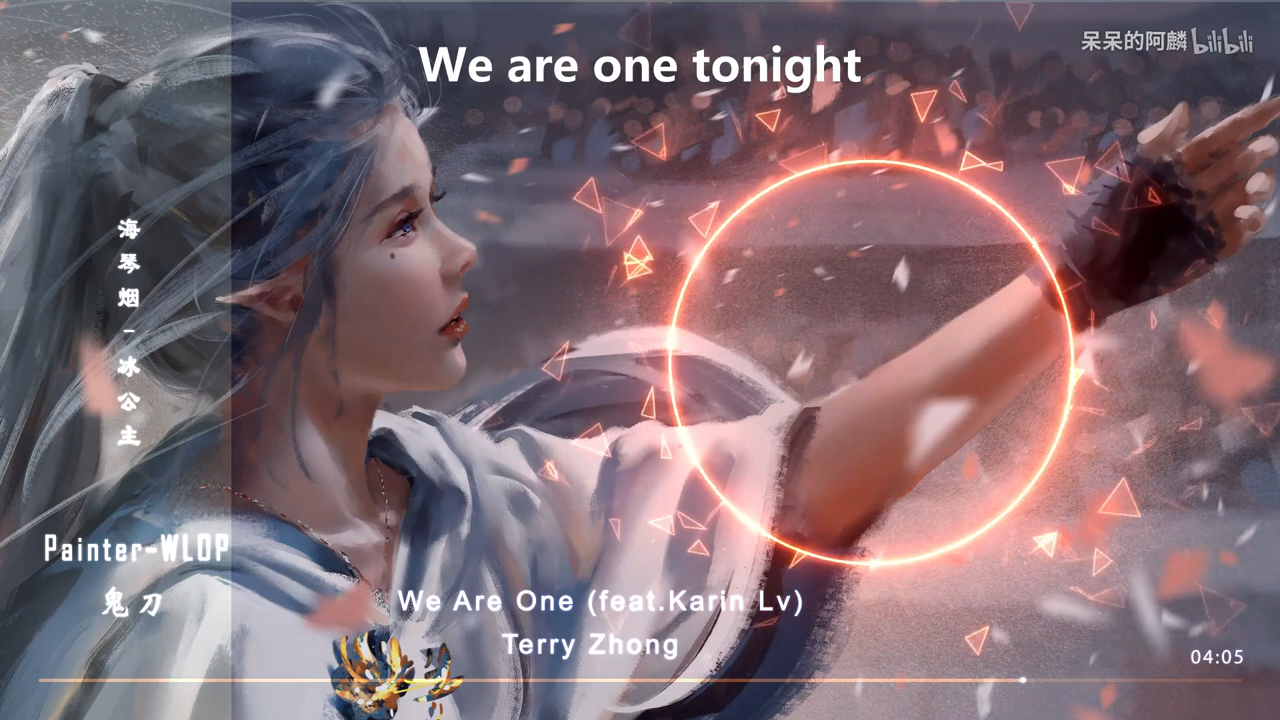 We are one tonight
呆呆的阿麟 bilibili
海琴烟-冰公主
Painter-WLOP
鬼刀
We Are One (feat.Karin Lv)
Terry Zhong
04:05